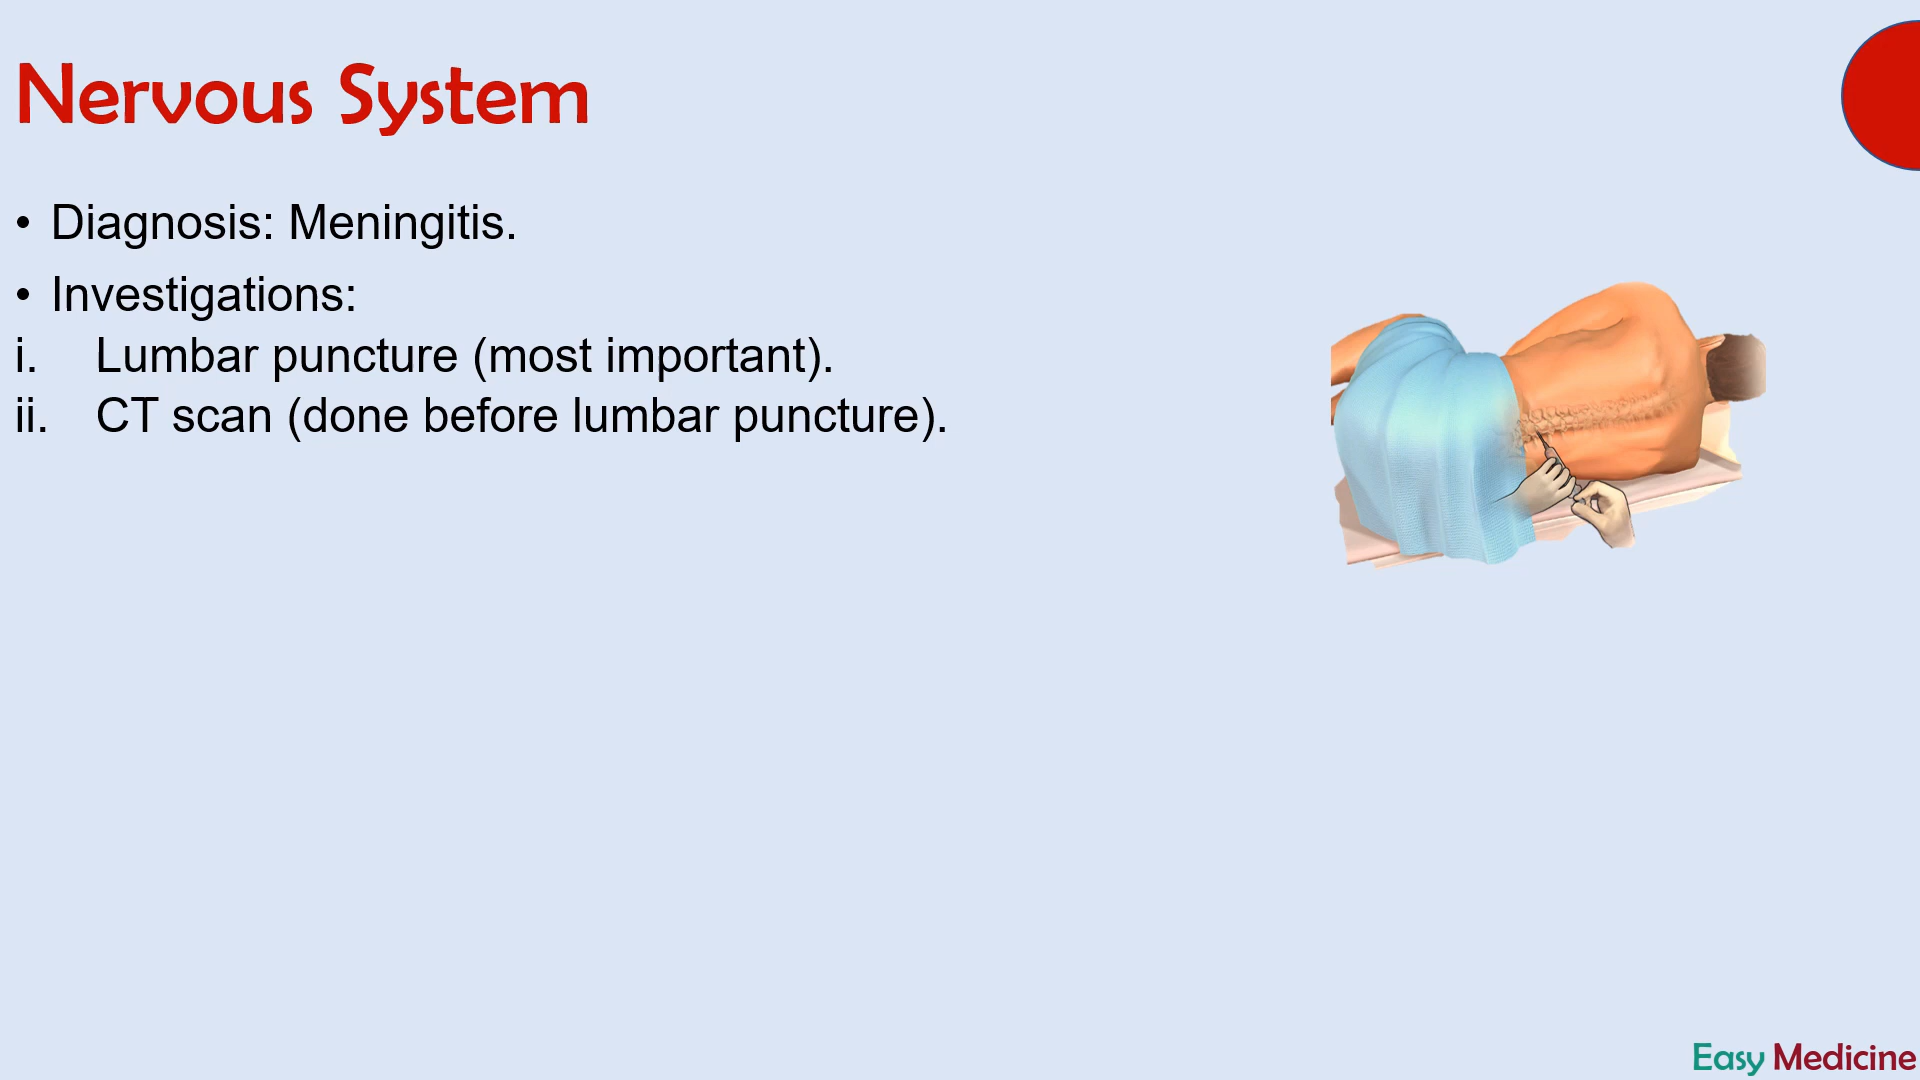 Nervous System
• Diagnosis: Meningitis.
• Investigations:
i. Lumbar puncture (most important).
ii. CT scan (done before lumbar puncture).
Easy Medicine